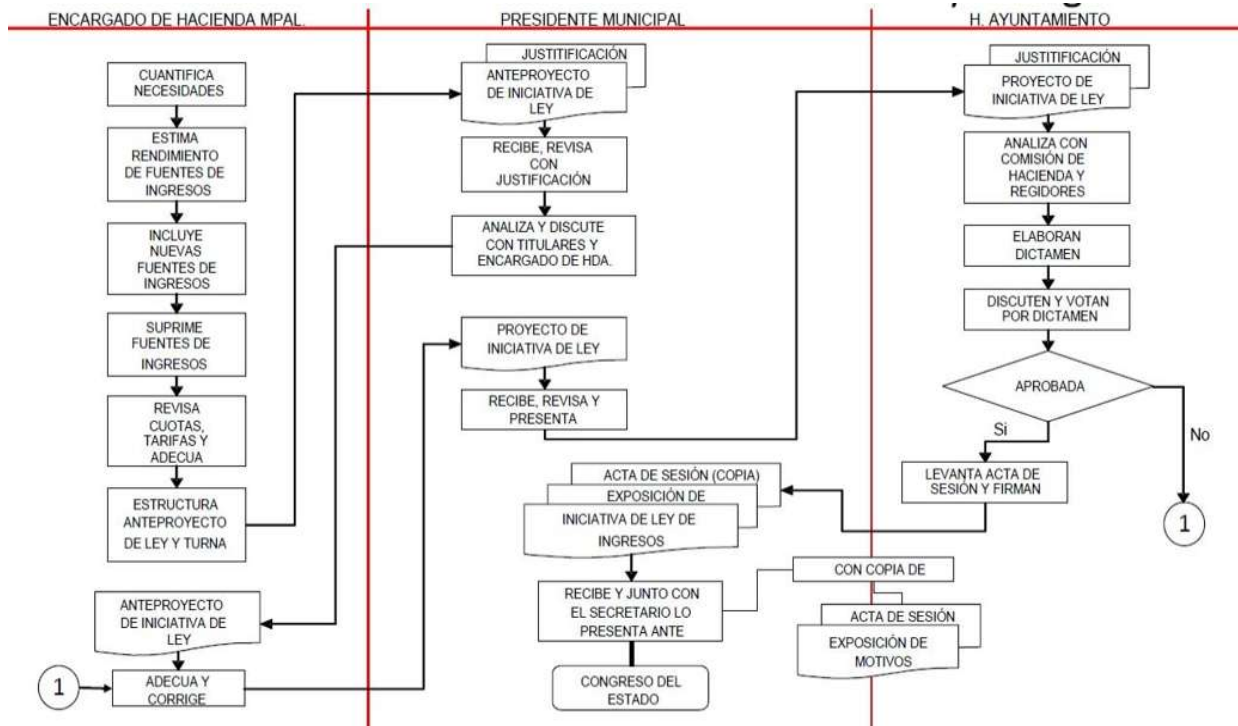 ENCARGADO DE HACIENDA MPAL.
CUANTIFICA
NECESIDADES
ESTIMA
RENDIMIENTO
DE FUENTES DE
INGRESOS
INCLUYE
NUEVAS
FUENTES DE
INGRESOS
SUPRIME
FUENTES DE
INGRESOS
REVISA
CUOTAS,
TARIFAS Y
ADECUA
ESTRUCTURA
ANTEPROYECTO
DE LEY Y TURNA
ANTEPROYECTO
DE INICIATIVA DE
LEY
1
ADECUA Y
CORRIGE
PRESIDENTE MUNICIPAL
JUSTITIFICACIÓN
ANTEPROYECTO
DE INICIATIVA DE
LEY
RECIBE, REVISA
CON
JUSTIFICACIÓN
ANALIZA Y DISCUTE
CON TITULARES Y
ENCARGADO DE HDA.
PROYECTO DE
INICIATIVA DE LEY
RECIBE, REVISA Y
PRESENTA
ACTA DE SESIÓN (COPIA)
EXPOSICIÓN DE
INICIATIVA DE LEY DE
INGRESOS
RECIBE Y JUNTO CON
EL SECRETARIO LO
PRESENTA ANTE
CONGRESO DEL
ESTADO
H. AYUNTAMIENTO
JUSTITIFICACIÓN
PROYECTO DE
INICIATIVA DE LEY
ANALIZA CON
COMISIÓN DE
HACIENDA Y
REGIDORES
ELABORAN
DICTAMEN
DISCUTEN Y VOTAN
POR DICTAMEN
APROBADA
Si
No
LEVANTA ACTA DE
SESIÓN Y FIRMAN
1
CON COPIA DE
ACTA DE SESIÓN
EXPOSICIÓN DE
MOTIVOS